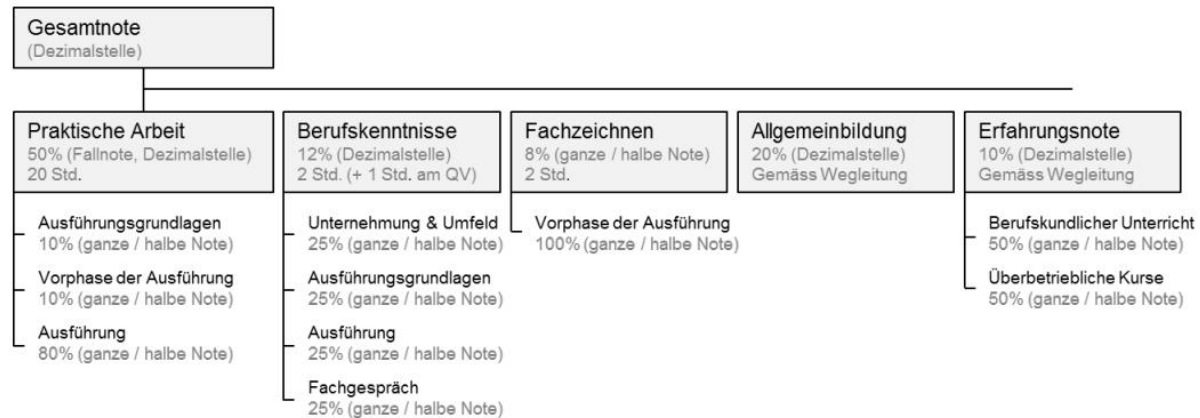 Gesamtnote
(Dezimalstelle)
Praktische Arbeit
50% (Fallnote, Dezimalstelle)
20 Std.
Ausführungsgrundlagen
10% (ganze / halbe Note)
Vorphase der Ausführung
10% (ganze / halbe Note)
Ausführung
80% (ganze / halbe Note)
Berufskenntnisse
12% (Dezimalstelle)
2 Std. (+ 1 Std. am QV)
Unternehmung & Umfeld
25% (ganze / halbe Note)
Ausführungsgrundlagen
25% (ganze / halbe Note)
Ausführung
25% (ganze / halbe Note)
Fachgespräch
25% (ganze / halbe Note)
Fachzeichnen
8% (ganze / halbe Note)
2 Std.
Vorphase der Ausführung
100% (ganze / halbe Note)
Allgemeinbildung
20% (Dezimalstelle)
Gemäss Wegleitung
Erfahrungsnote
10% (Dezimalstelle)
Gemäss Wegleitung
Berufskundlicher Unterricht
50% (ganze / halbe Note)
Überbetriebliche Kurse
50% (ganze / halbe Note)